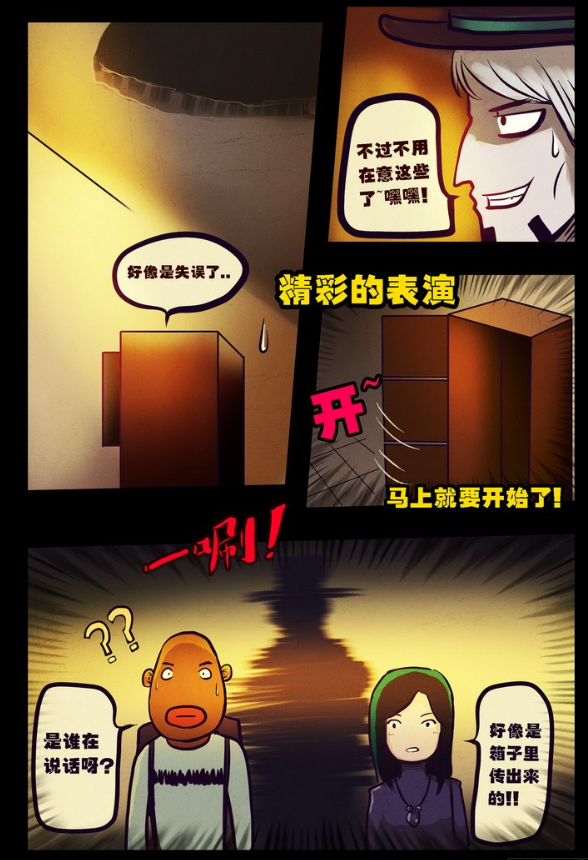 好像是失误了..
不过不用
在意这些
了~嘿嘿!
精彩的表演
开~
马上就要开始了!
一唰!
??
是谁在
说话呀?
好像是
箱子里
传出来
的!!